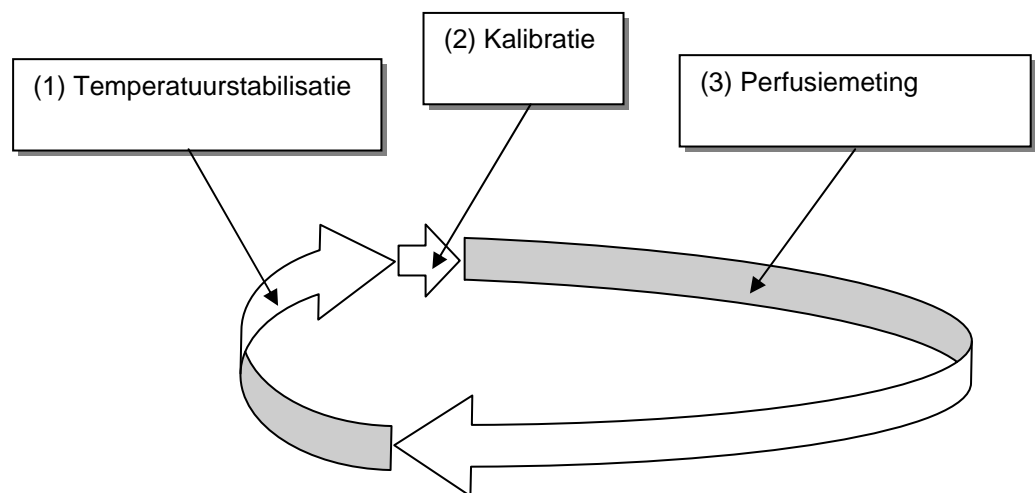 (1) Temperatuurstabilisatie
(2) Kalibratie
(3) Perfusiemeting